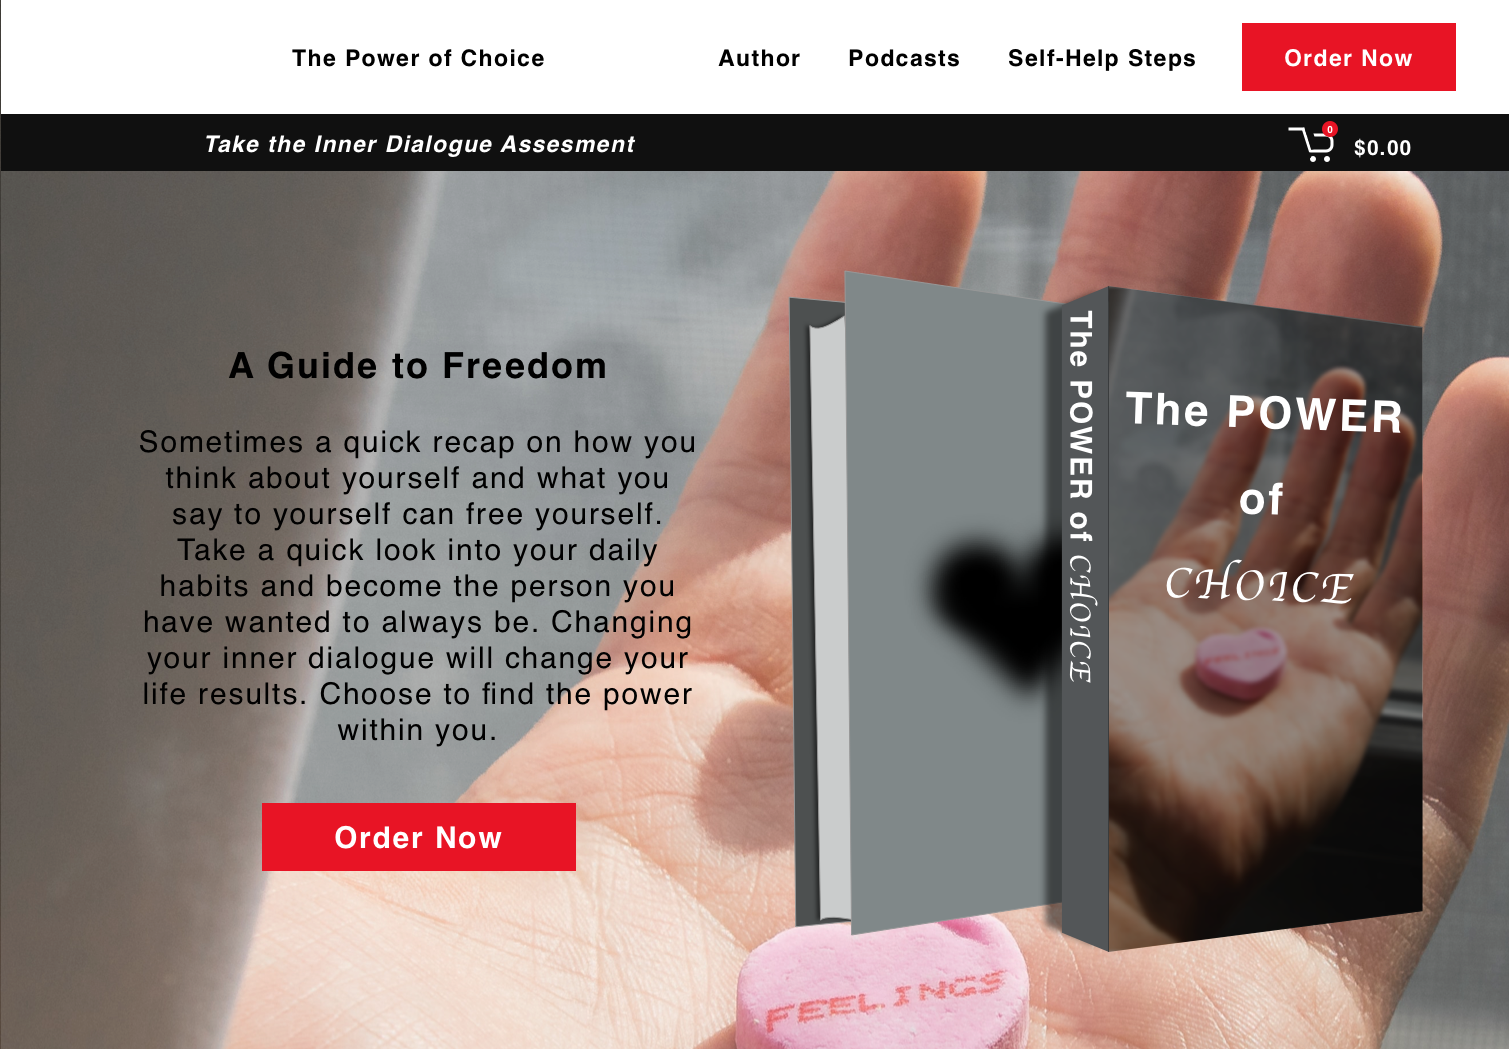 The Power of Choice
Author
Podcasts
Self-Help Steps
Order Now
Take the Inner Dialogue Assesment
0
$0.00
A Guide to Freedom
Sometimes a quick recap on how you
think about yourself and what you
say to yourself can free yourself.
Take a quick look into your daily
habits and become the person you
have wanted to always be. Changing
your inner dialogue will change your
life results. Choose to find the power
within you.
Order Now
The POWER of CHOICE
The POWER
of
CHOICE
FEELINGS
FEELINGS